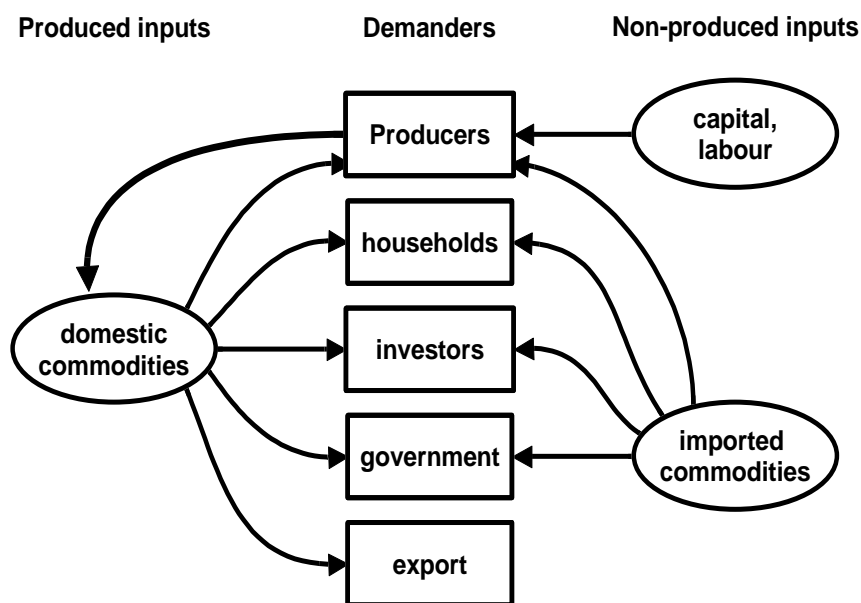 Produced inputs
Demanders
Non-produced inputs
Producers
capital,
labour
households
domestic
commodities
investors
government
imported
commodities
export